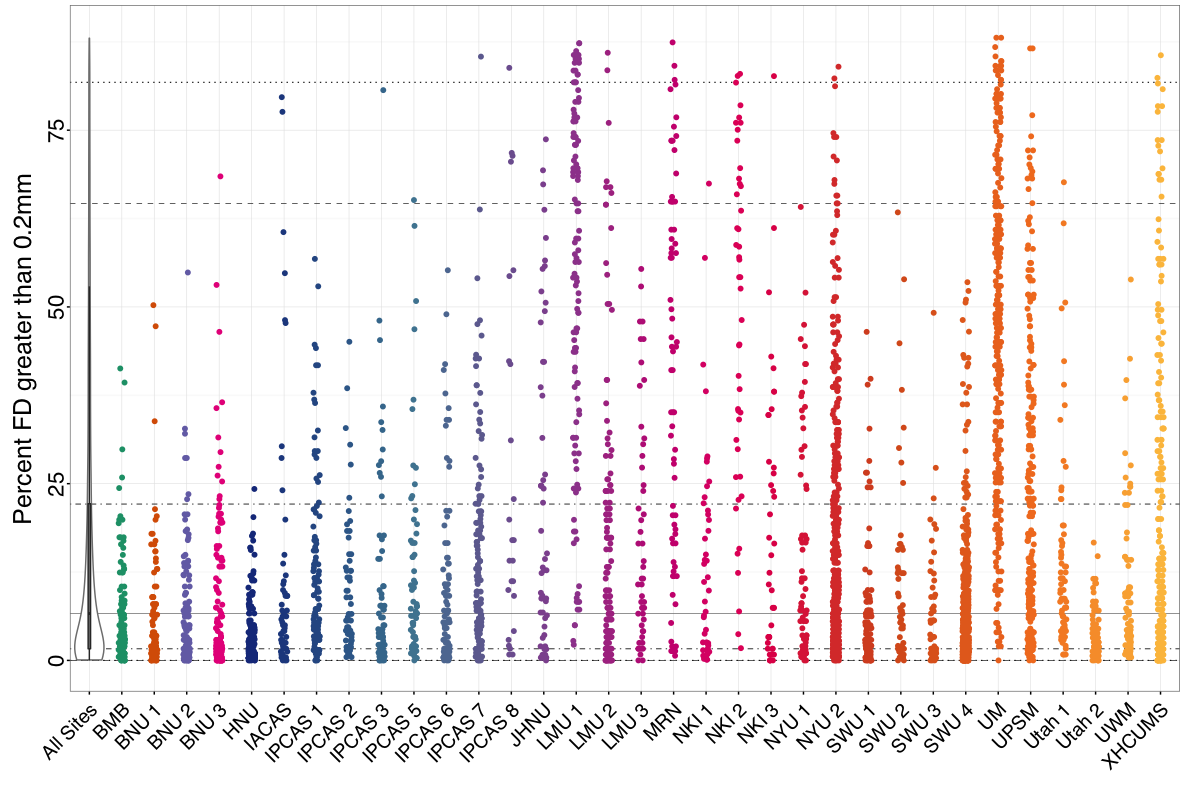 Percent FD greater than 0.2mm
75
50
25
0
All Sites
BMB
BNU 1
BNU 2
BNU 3
HNU
IACAS
IPCAS 1
IPCAS 2
IPCAS 3
IPCAS 5
IPCAS 6
IPCAS 7
IPCAS 8
JHNU
LMU 1
LMU 2
LMU 3
MRN
NKI 1
NKI 2
NKI 3
NYU 1
NYU 2
SWU 1
SWU 2
SWU 3
SWU 4
UM
UPSM
Utah 1
Utah 2
UWM
XHCUMS